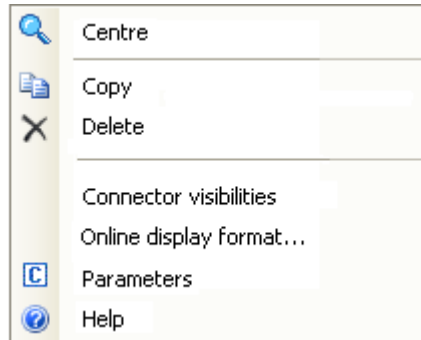 Centre
Copy
Delete
Connector visibilities
Online display format...
C Parameters
Help